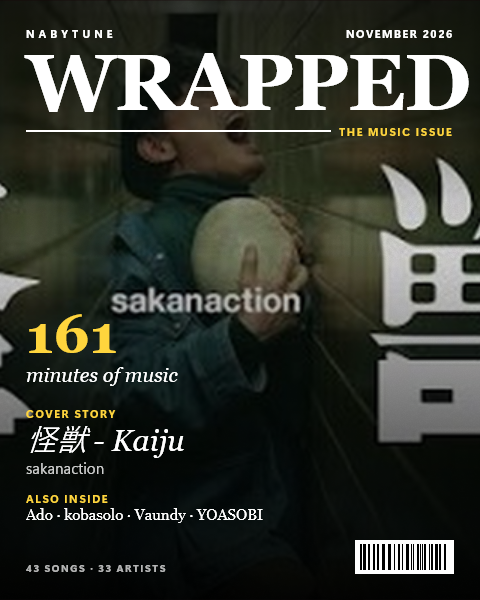 NABYTUNE
NOVEMBER 2026
WRAPPED
THE MUSIC ISSUE
sakanaction
161
minutes of music
COVER STORY
怪獣 - Kaiju
sakanaction
ALSO INSIDE
Ado · kobasolo · Vaundy · YOASOBI
43 SONGS · 33 ARTISTS